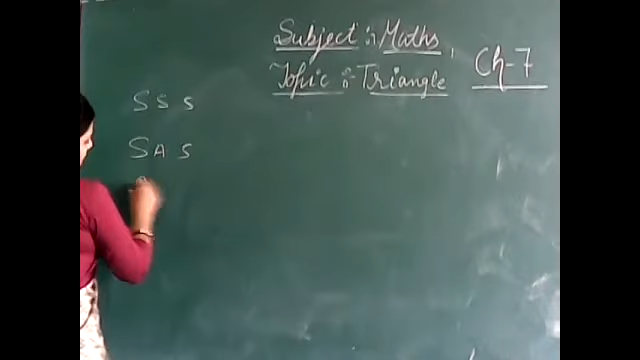 Subject :- Maths,
Topic :- Triangle
Ch-7
S S S
S A S